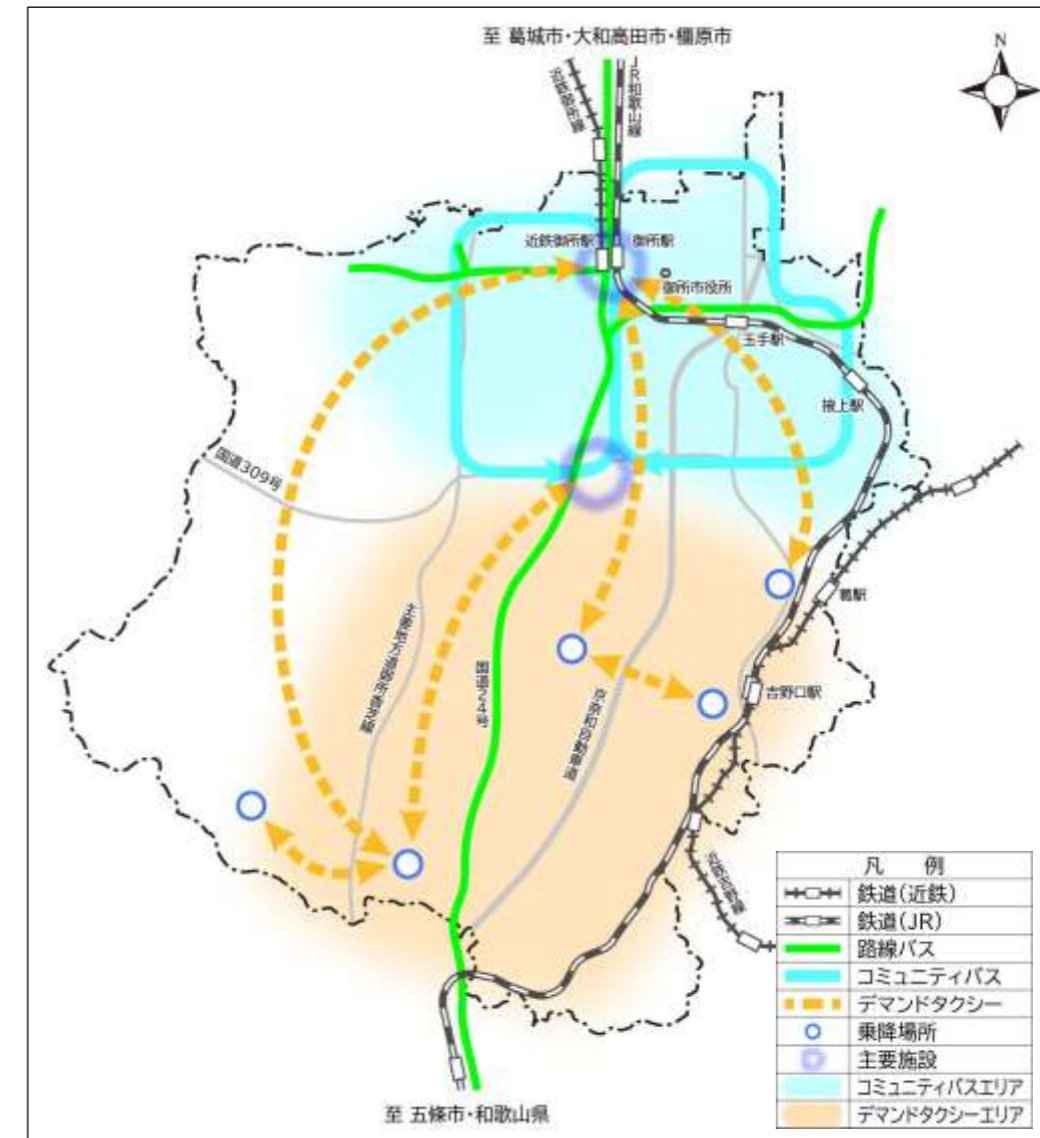 至 葛城市・大和高田市・橿原市
N
近鉄御所線
JR和歌山線
近鉄御所駅
御所駅
御所市役所
玉手駅
掖上駅
国道309号
葛駅
主要地方道御所香芝線
国道24号
京奈和自動車道
吉野口駅
近鉄吉野線
至 五條市・和歌山県
凡 例
鉄道(近鉄)
鉄道(JR)
路線バス
コミュニティバス
デマンドタクシー
乗降場所
主要施設
コミュニティバスエリア
デマンドタクシーエリア